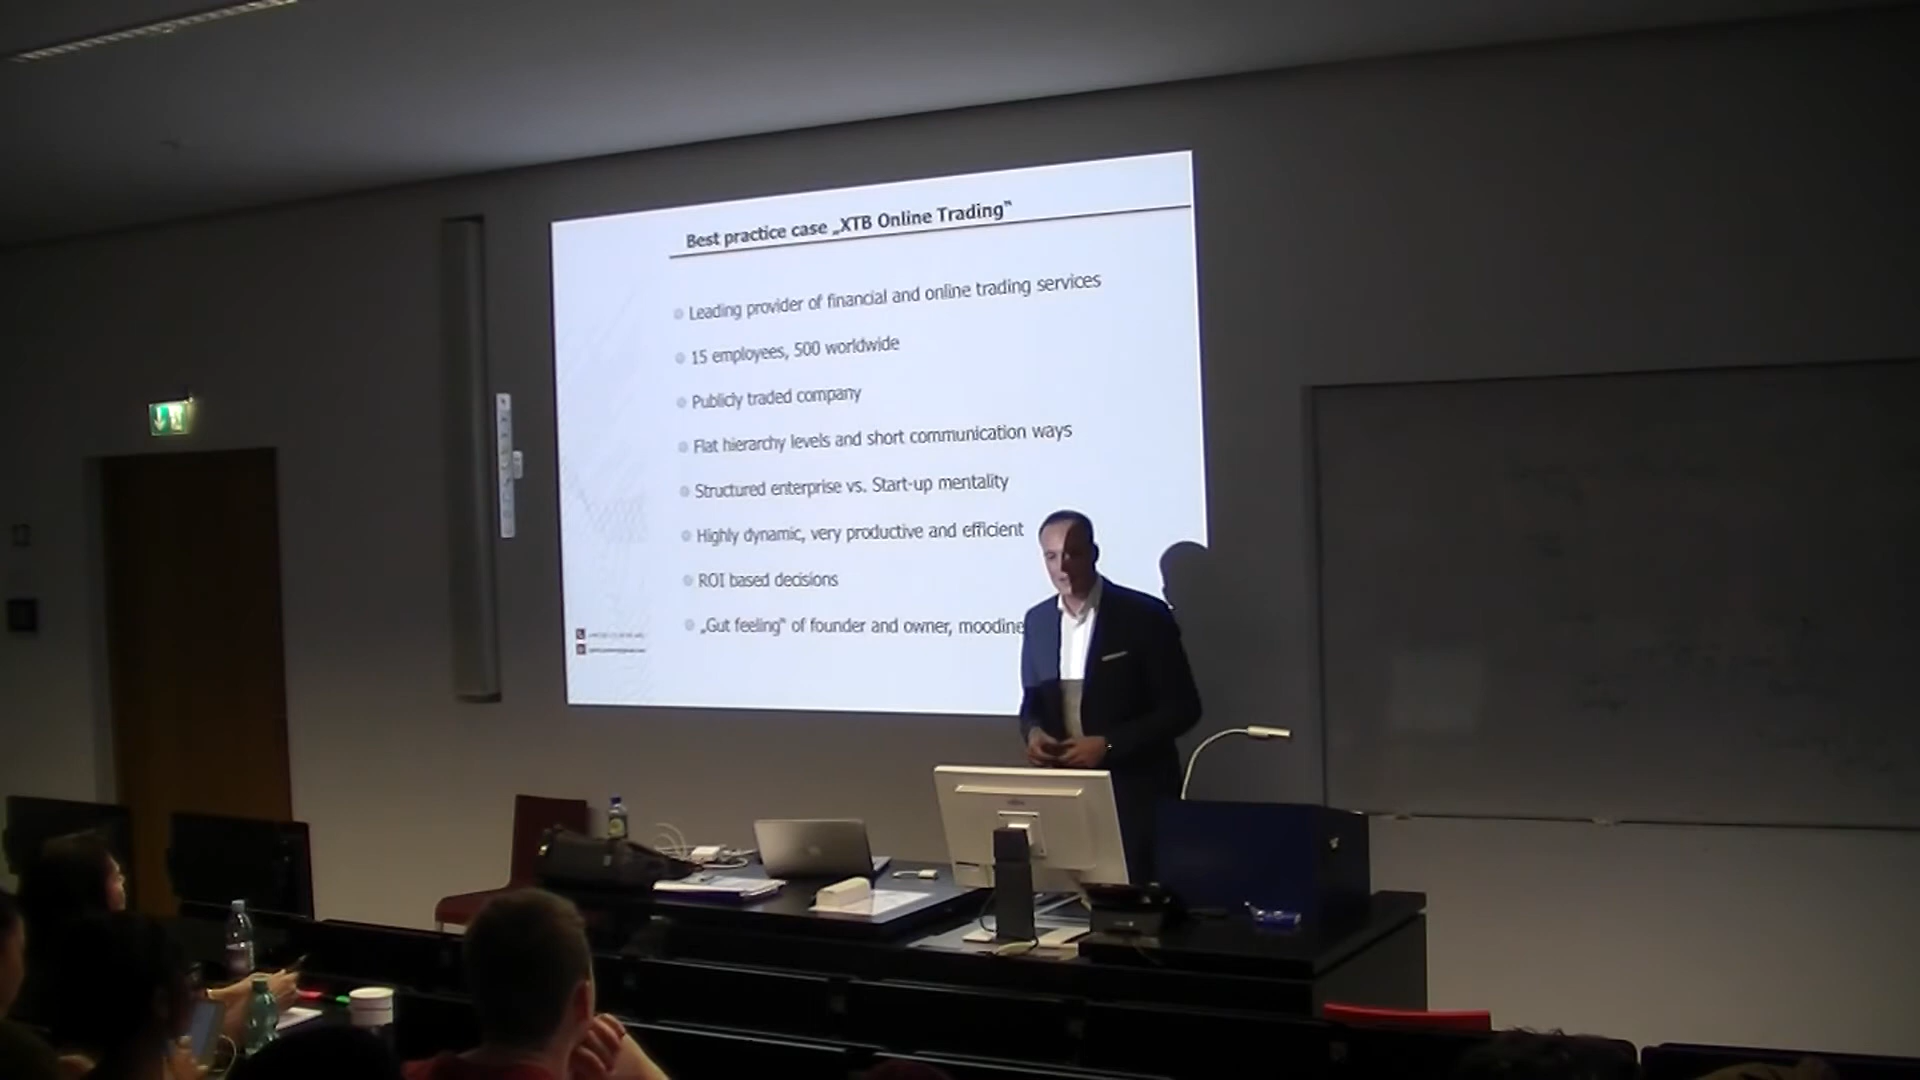 Best practice case „XTB Online Trading“
Leading provider of financial and online trading services
15 employees, 500 worldwide
Publicly traded company
Flat hierarchy levels and short communication ways
Structured enterprise vs. Start-up mentality
Highly dynamic, very productive and efficient
ROI based decisions
„Gut feeling“ of founder and owner,